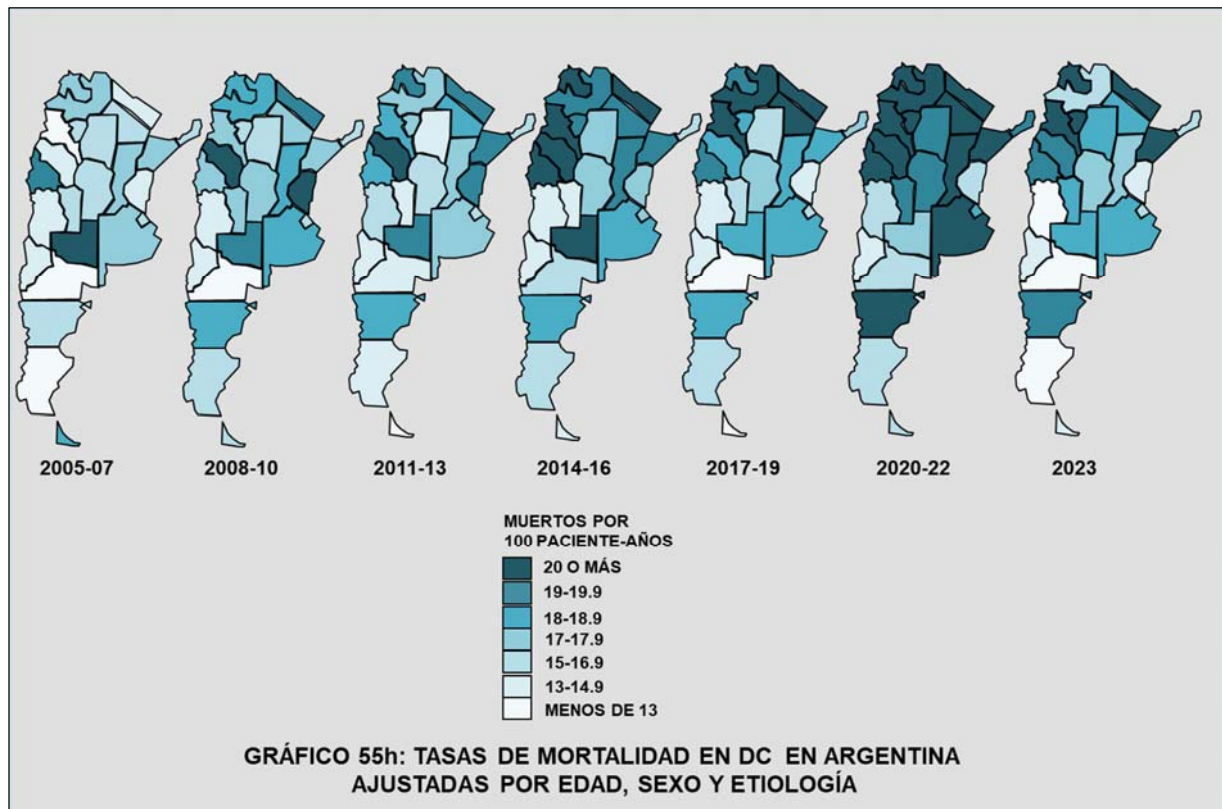 2005-07
2008-10
2011-13
2014-16
2017-19
2020-22
2023
MUERTOS POR
100 PACIENTE-AÑOS
20 O MÁS
19-19.9
18-18.9
17-17.9
15-16.9
13-14.9
MENOS DE 13
GRÁFICO 55h: TASAS DE MORTALIDAD EN DC EN ARGENTINA
AJUSTADAS POR EDAD, SEXO Y ETIOLOGÍA